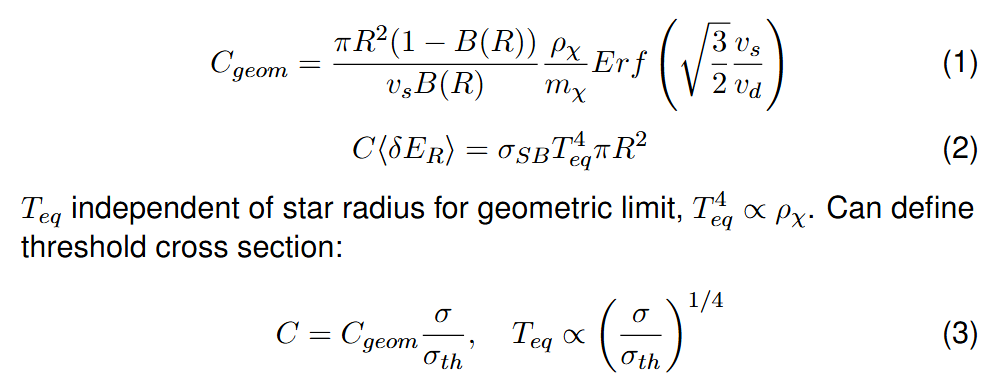 $$C_{geom} = \frac{\pi R^2 (1 - B(R))}{v_s B(R)} \frac{\rho_\chi}{m_\chi} Erf\left(\sqrt{\frac{3}{2}} \frac{v_s}{v_d}\right) \quad (1)$$
$$C\langle \delta E_R \rangle = \sigma_{SB} T_{eq}^4 \pi R^2 \quad (2)$$
$T_{eq}$ independent of star radius for geometric limit, $T_{eq}^4 \propto \rho_\chi$. Can define
threshold cross section:
$$C = C_{geom} \frac{\sigma}{\sigma_{th}}, \quad T_{eq} \propto \left(\frac{\sigma}{\sigma_{th}}\right)^{1/4} \quad (3)$$